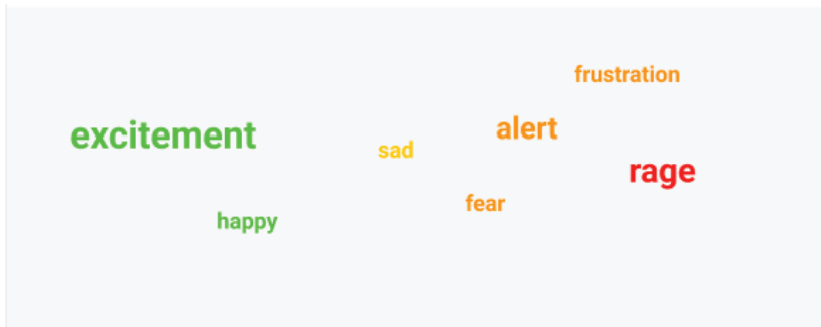 frustration
excitement
alert
sad
rage
fear
happy